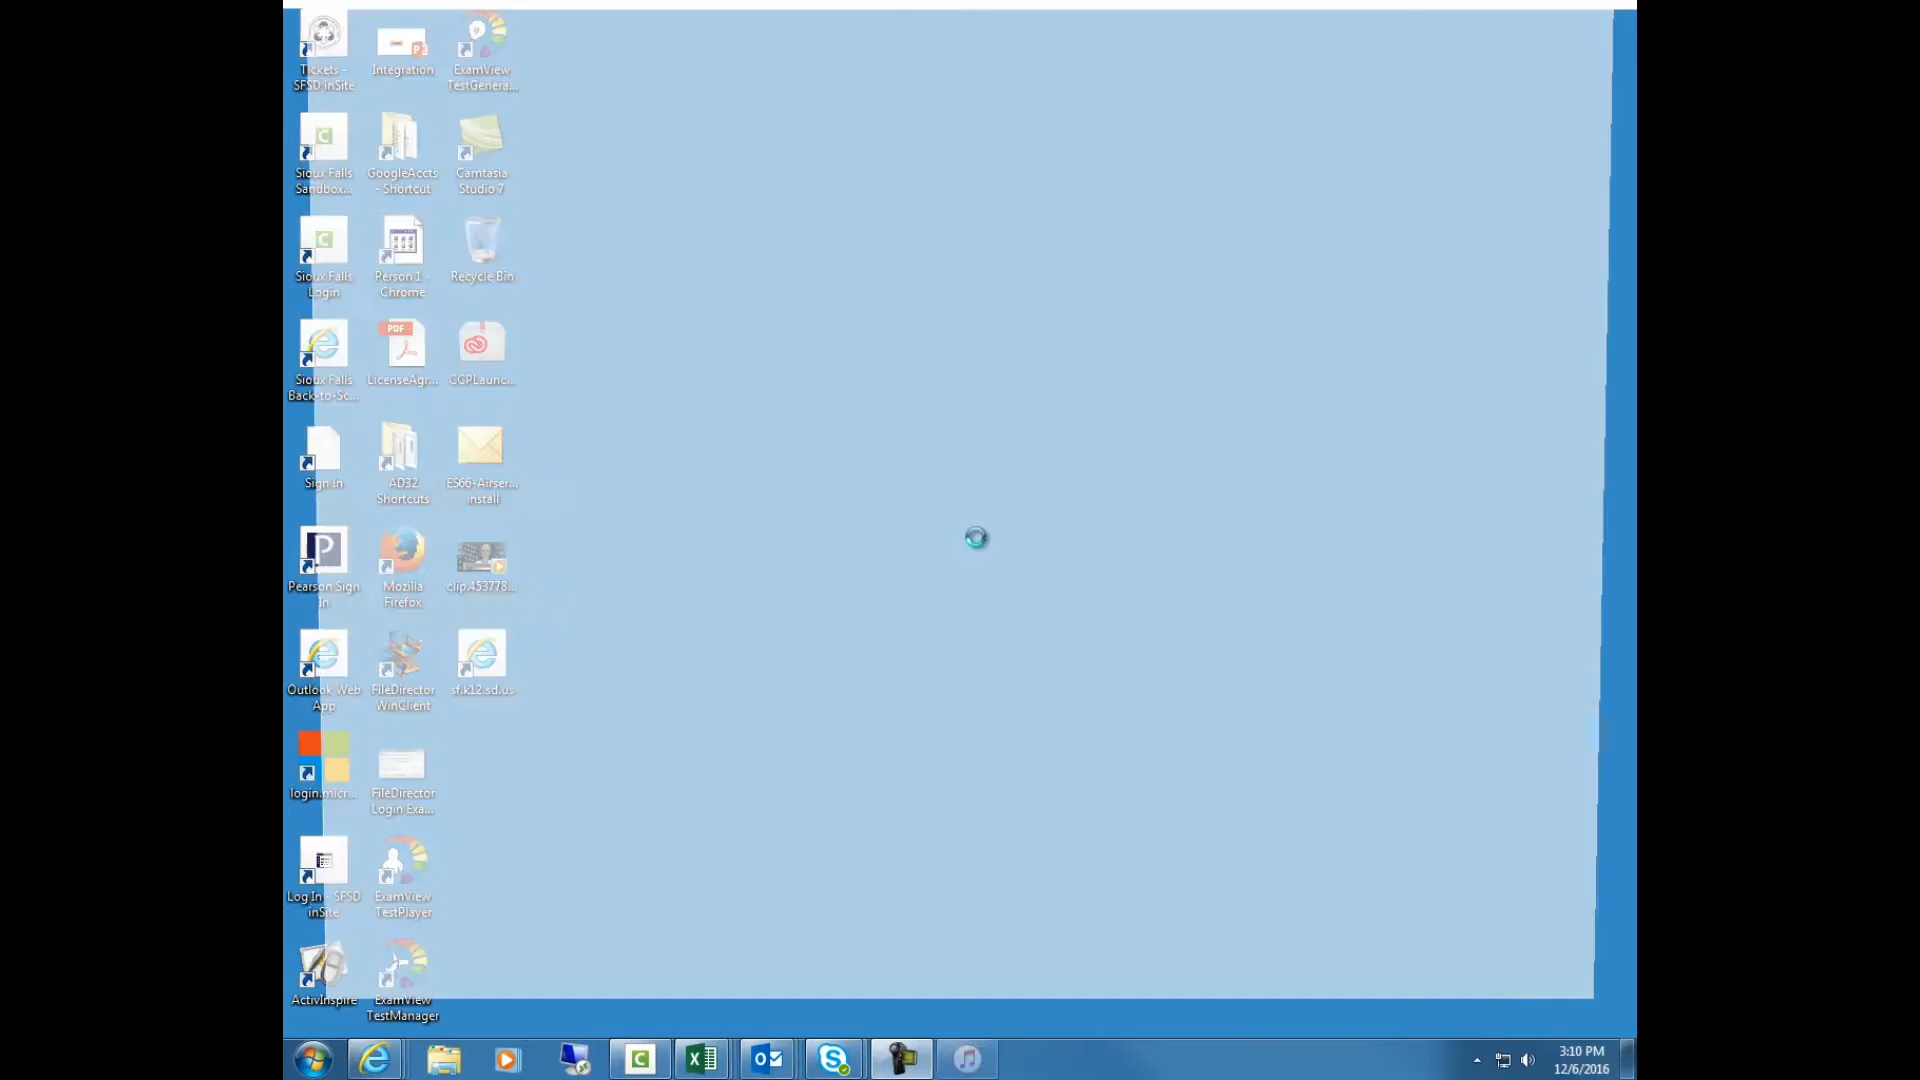 Tickets -
SFSD inSite
Integration
ExamView
TestGenera...
Sioux Falls
Sandbox...
GoogleAccts
- Shortcut
Camtasia
Studio 7
Sioux Falls
Login
Person 1 -
Chrome
Recycle Bin
Sioux Falls
Back-to-Sc...
PDF
LicenseAgr...
CCPLaunc...
Sign In
AD32
Shortcuts
ES66-Airser...
install
Pearson Sign
In
Mozilla
Firefox
clip.453778...
Outlook Web
App
FileDirector
WinClient
sf.k12.sd.us
login.micr...
FileDirector
Login Exa...
Log In - SFSD
inSite
ExamView
TestPlayer
ActivInspire
ExamView
TestManager
3:10 PM
12/6/2016